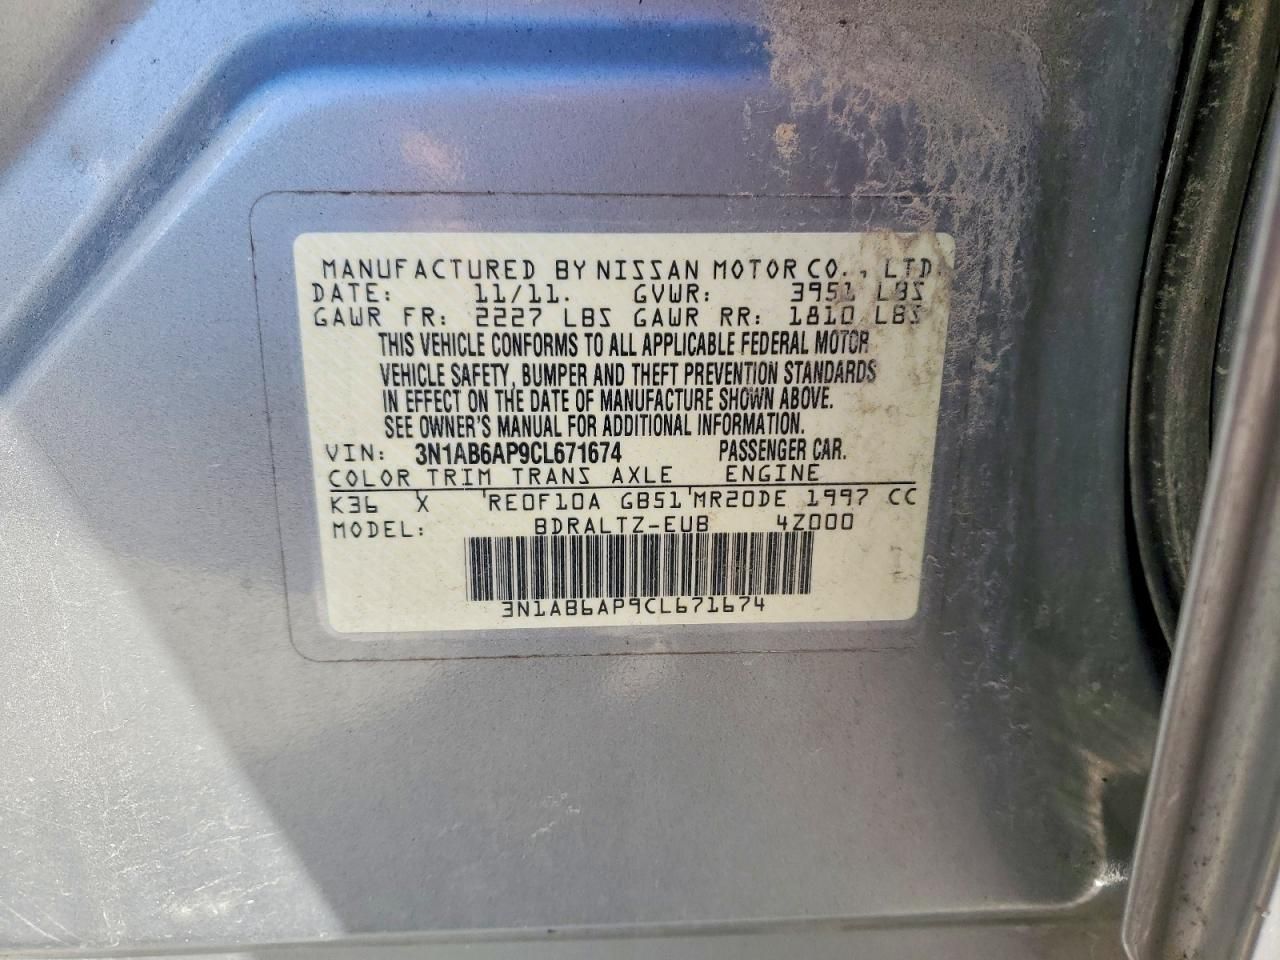 MANUFACTURED BY NISSAN MOTOR CO., LTD.
DATE: 11/11. GVWR: 3951 LBS
GAWR FR: 2227 LBS GAWR RR: 1810 LBS
THIS VEHICLE CONFORMS TO ALL APPLICABLE FEDERAL MOTOR
VEHICLE SAFETY, BUMPER AND THEFT PREVENTION STANDARDS
IN EFFECT ON THE DATE OF MANUFACTURE SHOWN ABOVE.
SEE OWNER'S MANUAL FOR ADDITIONAL INFORMATION.
VIN: 3N1AB6AP9CL671674 PASSENGER CAR.
COLOR TRIM TRANS AXLE ENGINE
K36 X 'RE0F10A GB51'MR20DE 1997 CC
MODEL: BDRALTZ-EUB 4Z000
3N1AB6AP9CL671674